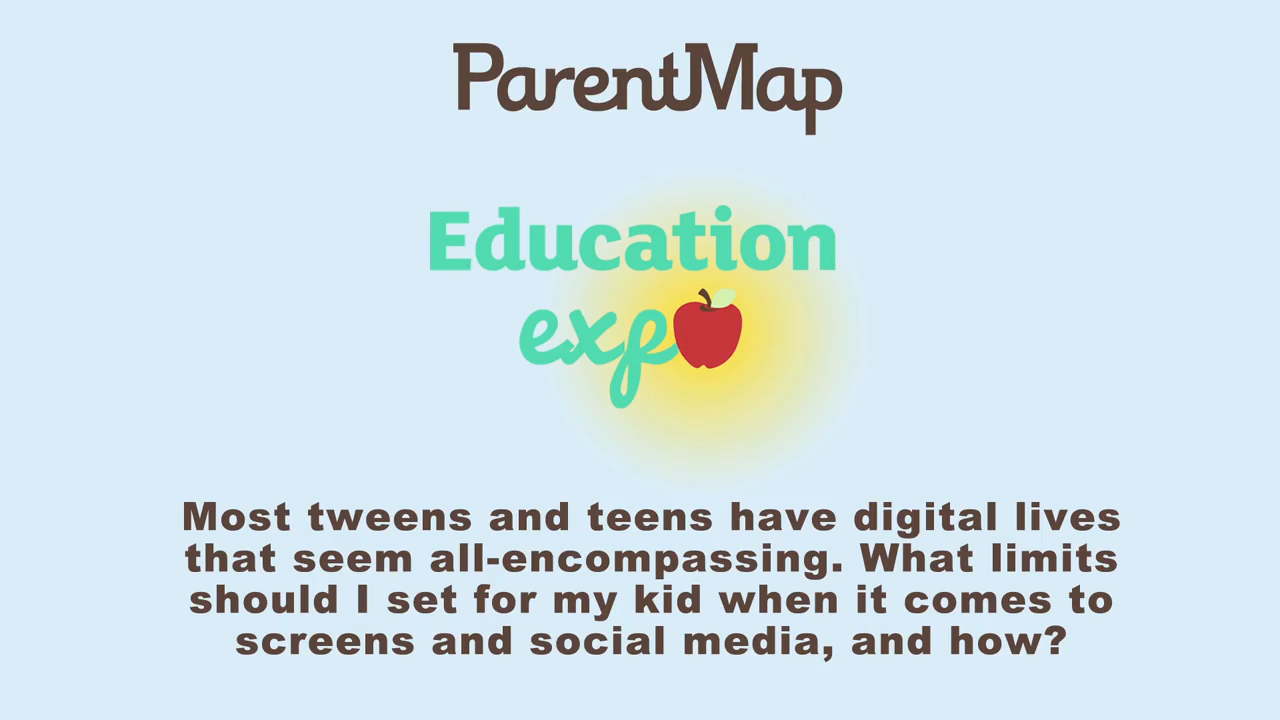 ParentMap
Education
expo
Most tweens and teens have digital lives
that seem all-encompassing. What limits
should I set for my kid when it comes to
screens and social media, and how?